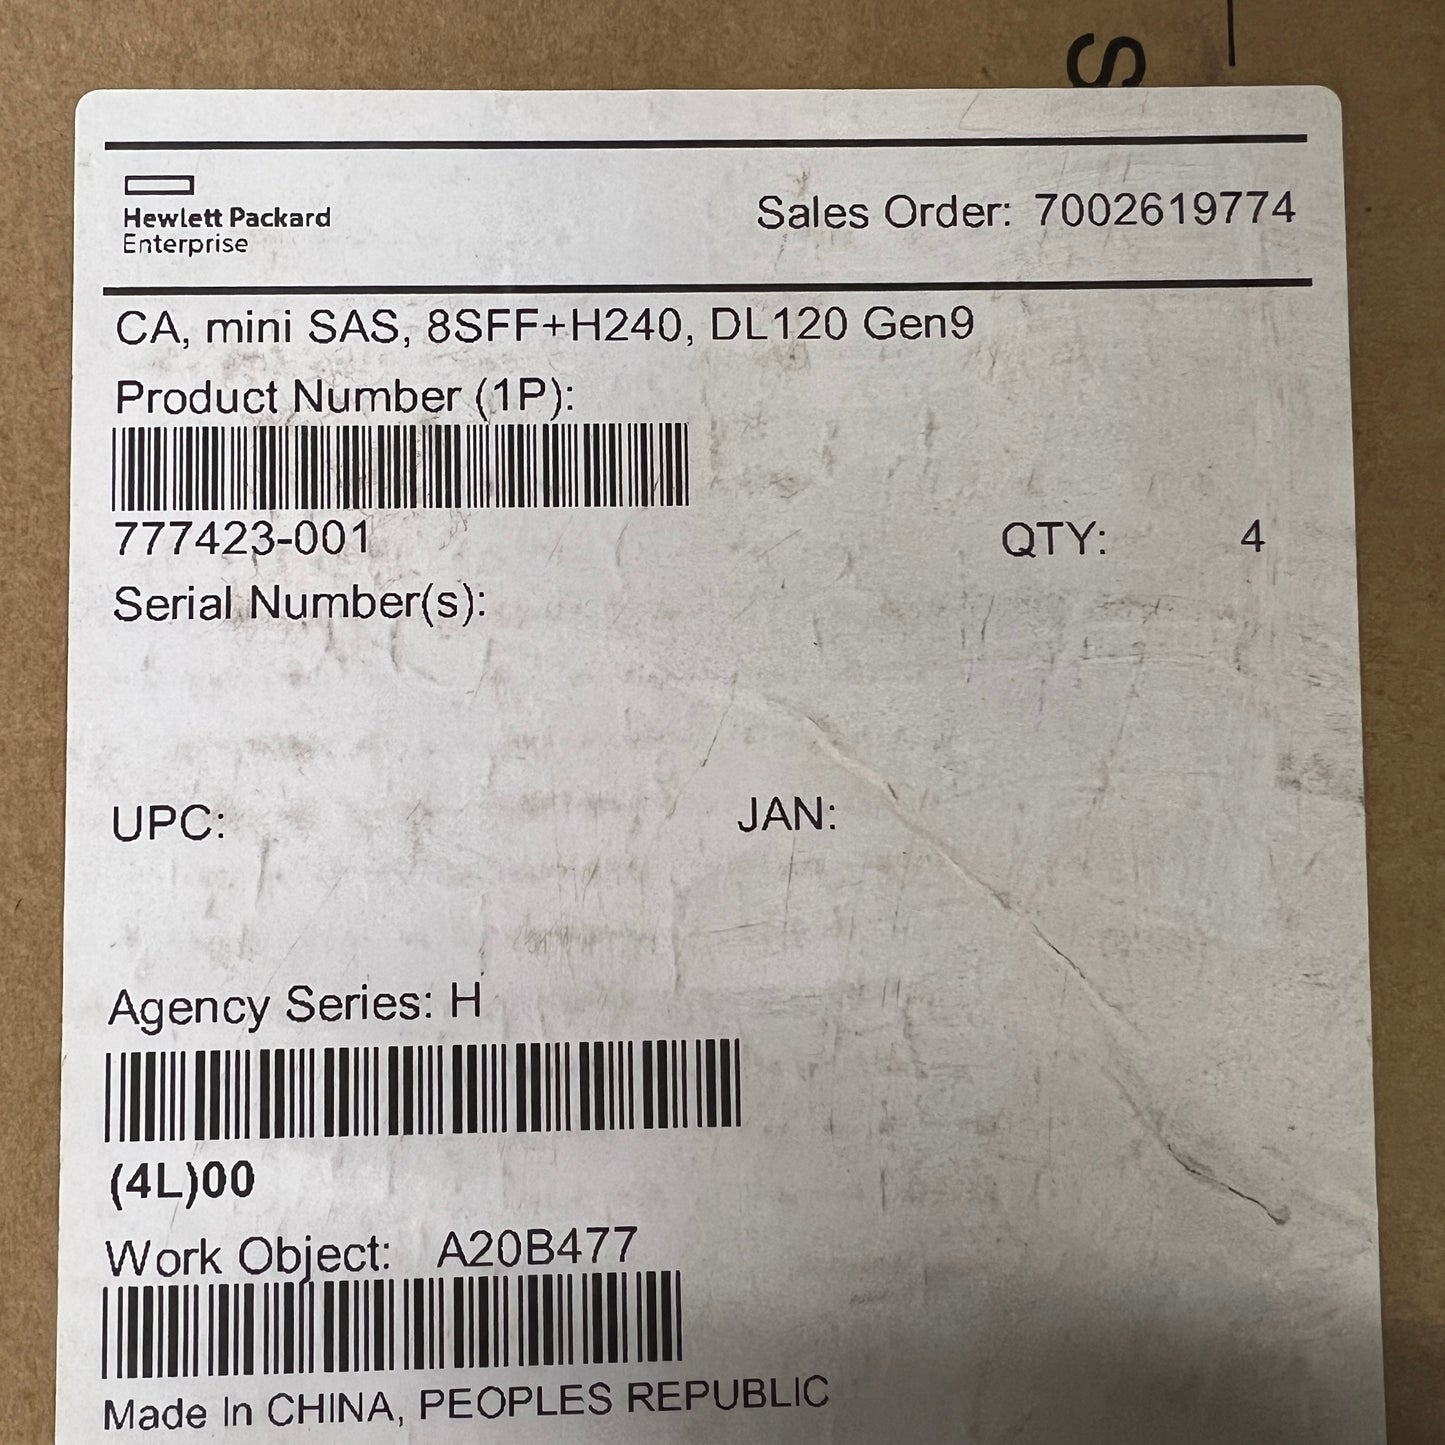 S
Hewlett Packard
Enterprise
Sales Order: 7002619774
CA, mini SAS, 8SFF+H240, DL120 Gen9
Product Number (1P):
777423-001
QTY: 4
Serial Number(s):
UPC:
JAN:
Agency Series: H
(4L)00
Work Object: A20B477
Made In CHINA, PEOPLES REPUBLIC